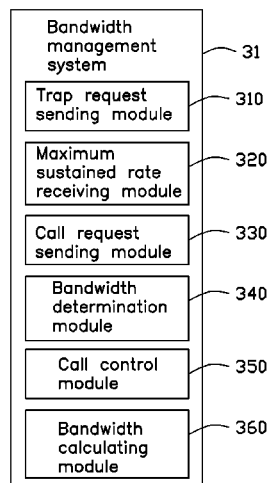 Bandwidth
management
system
31
Trap request
sending module
310
Maximum
sustained rate
receiving module
320
Call request
sending module
330
Bandwidth
determination
module
340
Call control
module
350
Bandwidth
calculating
module
360